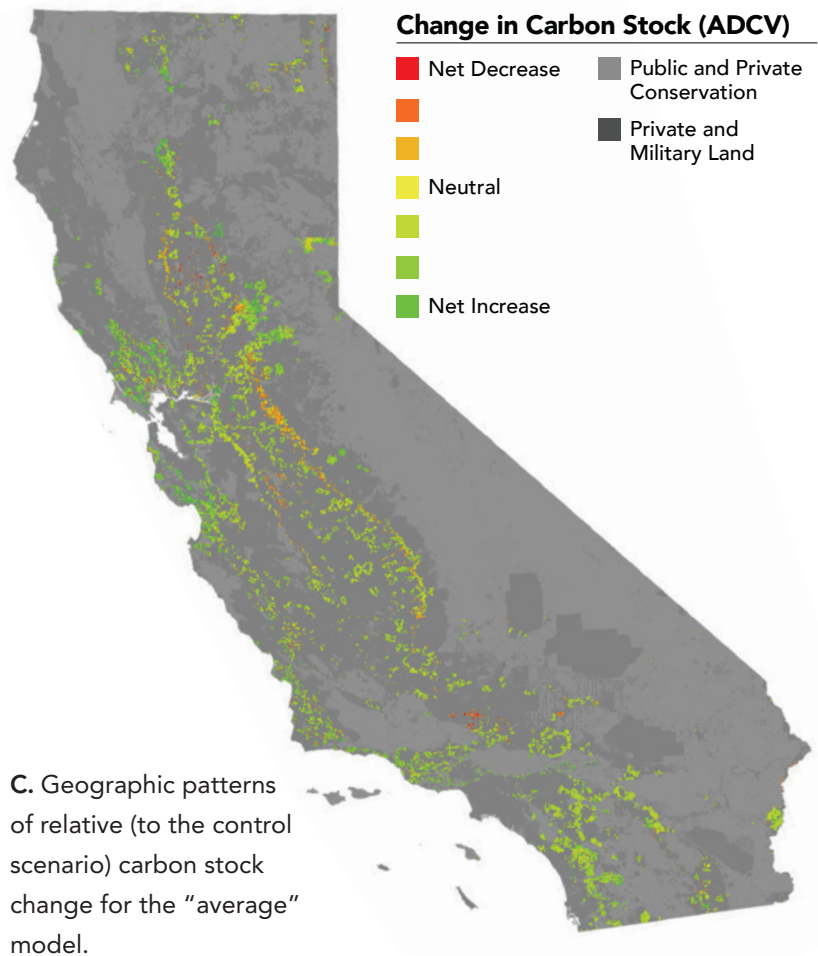 Change in Carbon Stock (ADCV)
Net Decrease
Neutral
Net Increase
Public and Private
Conservation
Private and
Military Land
C. Geographic patterns
of relative (to the control
scenario) carbon stock
change for the “average”
model.